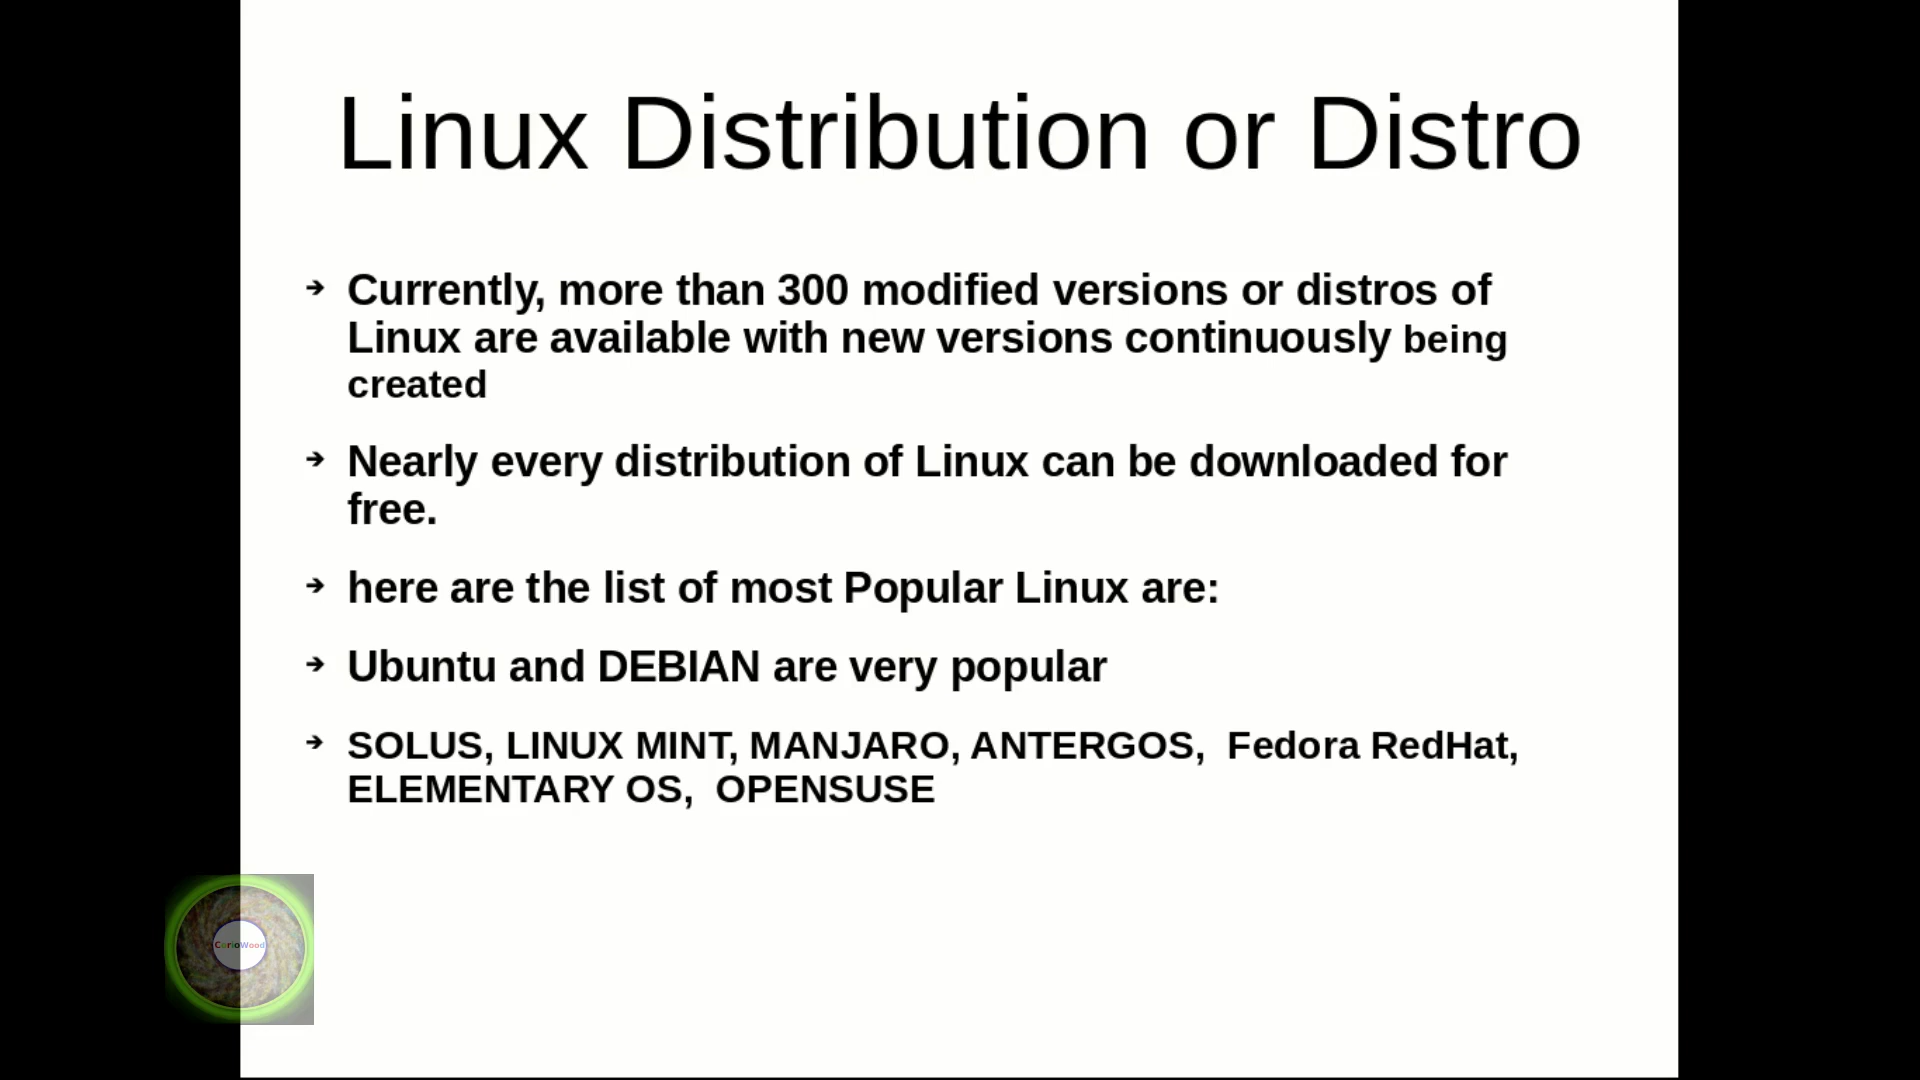 Linux Distribution or Distro
➔ Currently, more than 300 modified versions or distros of
Linux are available with new versions continuously being
created
➔ Nearly every distribution of Linux can be downloaded for
free.
➔ here are the list of most Popular Linux are:
➔ Ubuntu and DEBIAN are very popular
➔ SOLUS, LINUX MINT, MANJARO, ANTERGOS,  Fedora RedHat,
ELEMENTARY OS,  OPENSUSE
CorioWood